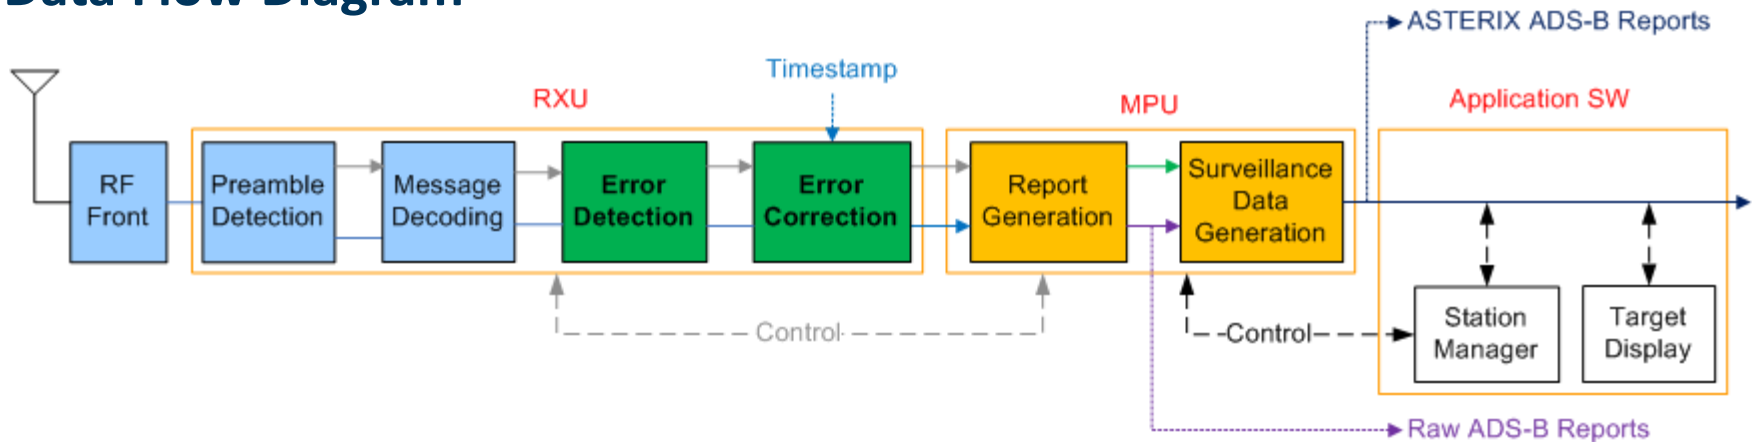 Data Flow Diagram
ASTERIX ADS-B Reports
Timestamp
RXU
MPU
Application SW
RF
Front
Preamble
Detection
Message
Decoding
Error
Detection
Error
Correction
Report
Generation
Surveillance
Data
Generation
Control
Control
Station
Manager
Target
Display
Raw ADS-B Reports